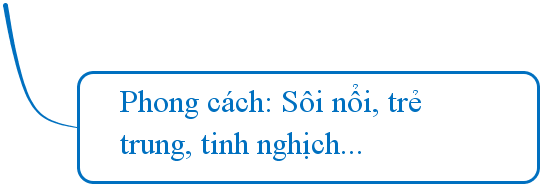 Phong cách: Sôi nổi, trẻ
trung, tinh nghịch...